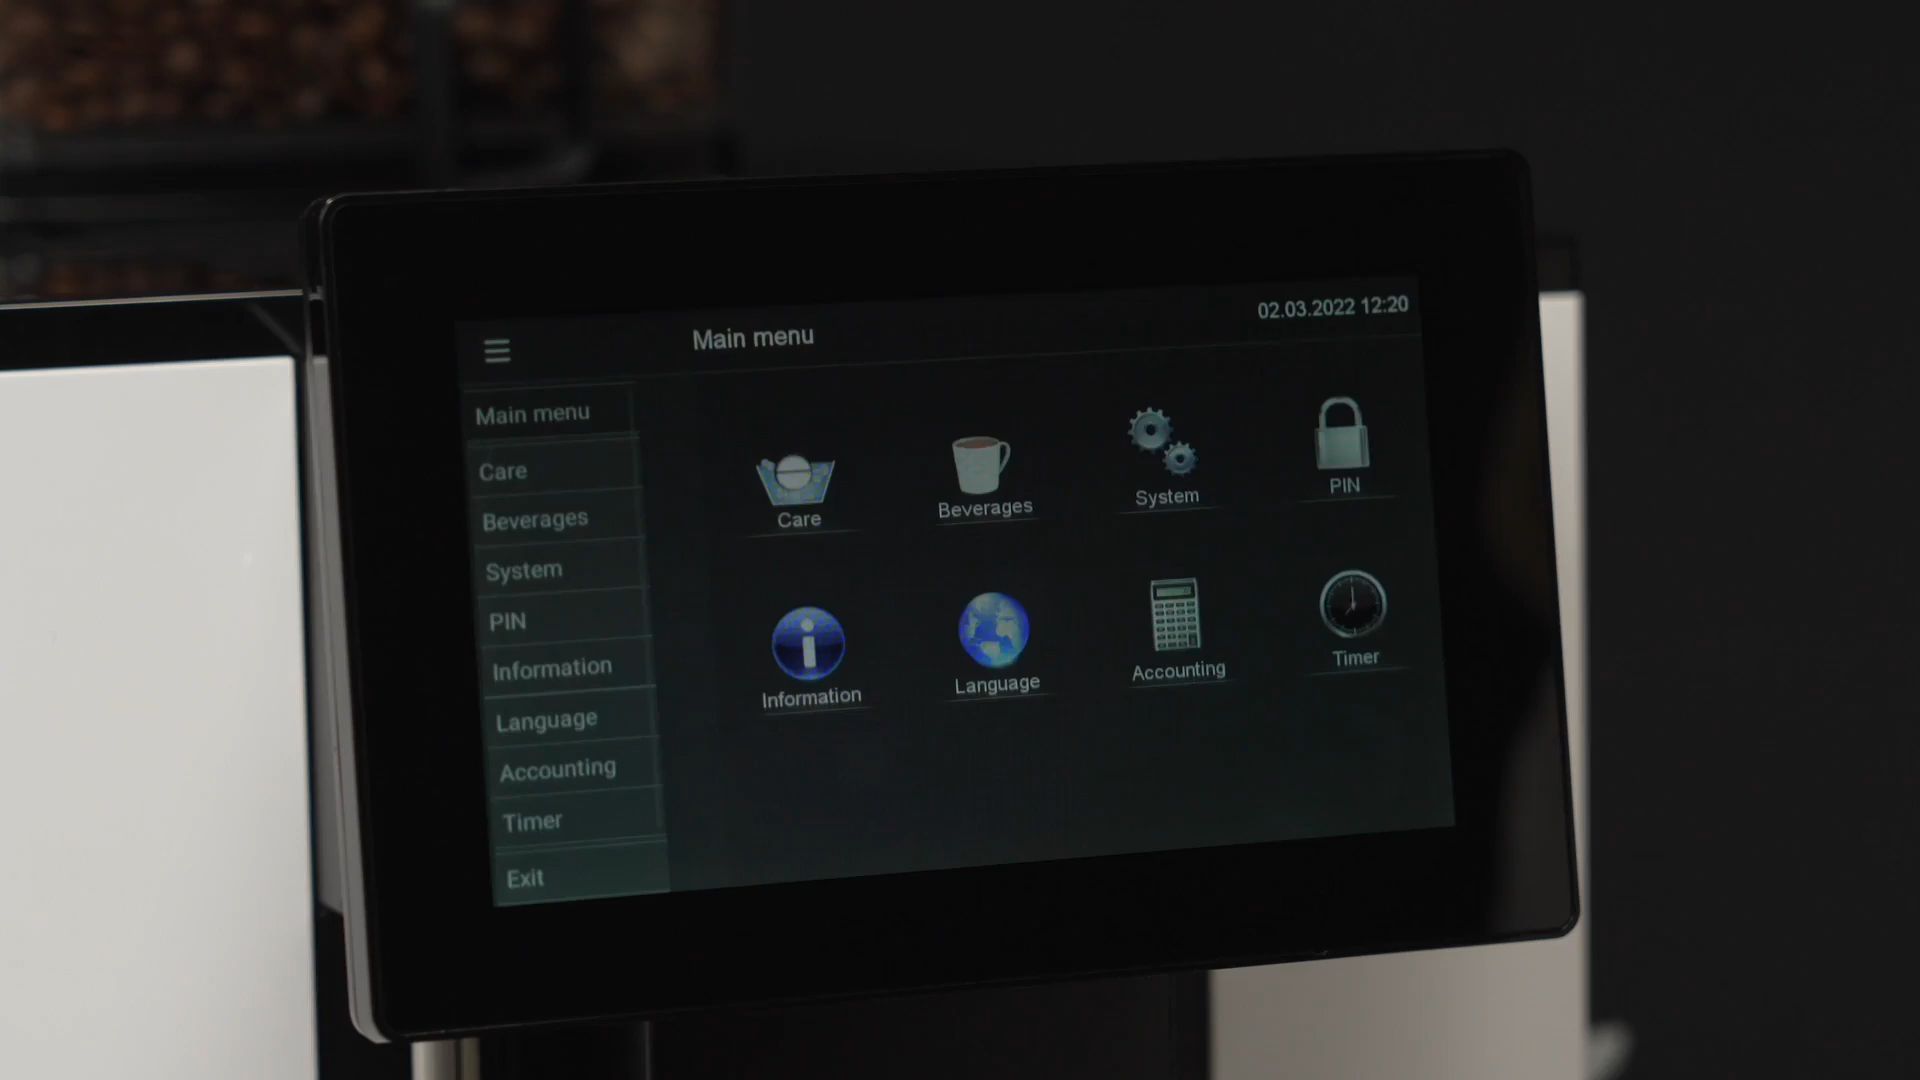 Main menu
02.03.2022 12:20
Main menu
Care
Beverages
System
PIN
Information
Language
Accounting
Timer
Exit
Care
Beverages
System
PIN
Information
Language
Accounting
Timer